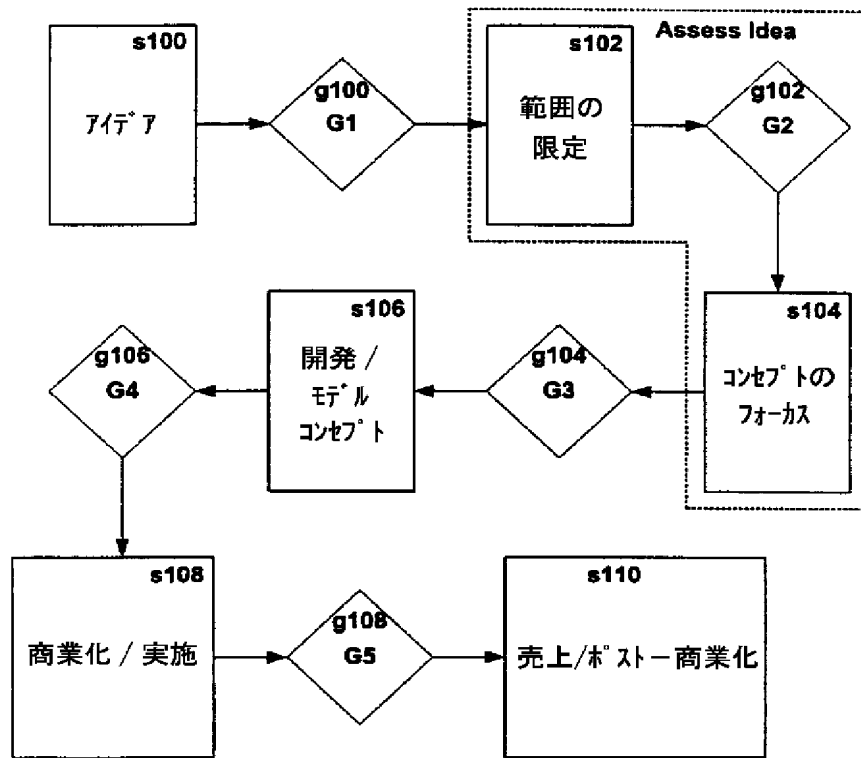 s100
アイデア
g100
G1
Assess Idea
s102
範囲の
限定
g102
G2
s104
コンセプトの
フォーカス
g104
G3
s106
開発 /
モデル
コンセプト
g106
G4
s108
商業化 / 実施
g108
G5
s110
売上/ポストー商業化